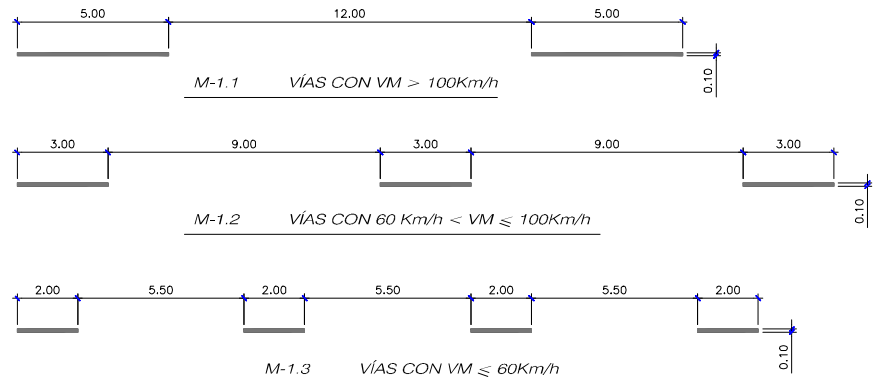 5.00 12.00 5.00
0.10
M-1.1 VÍAS CON VM > 100Km/h
3.00 9.00 3.00 9.00 3.00
0.10
M-1.2 VÍAS CON 60 Km/h < VM ⩽ 100Km/h
2.00 5.50 2.00 5.50 2.00 5.50 2.00
0.10
M-1.3 VÍAS CON VM ⩽ 60Km/h